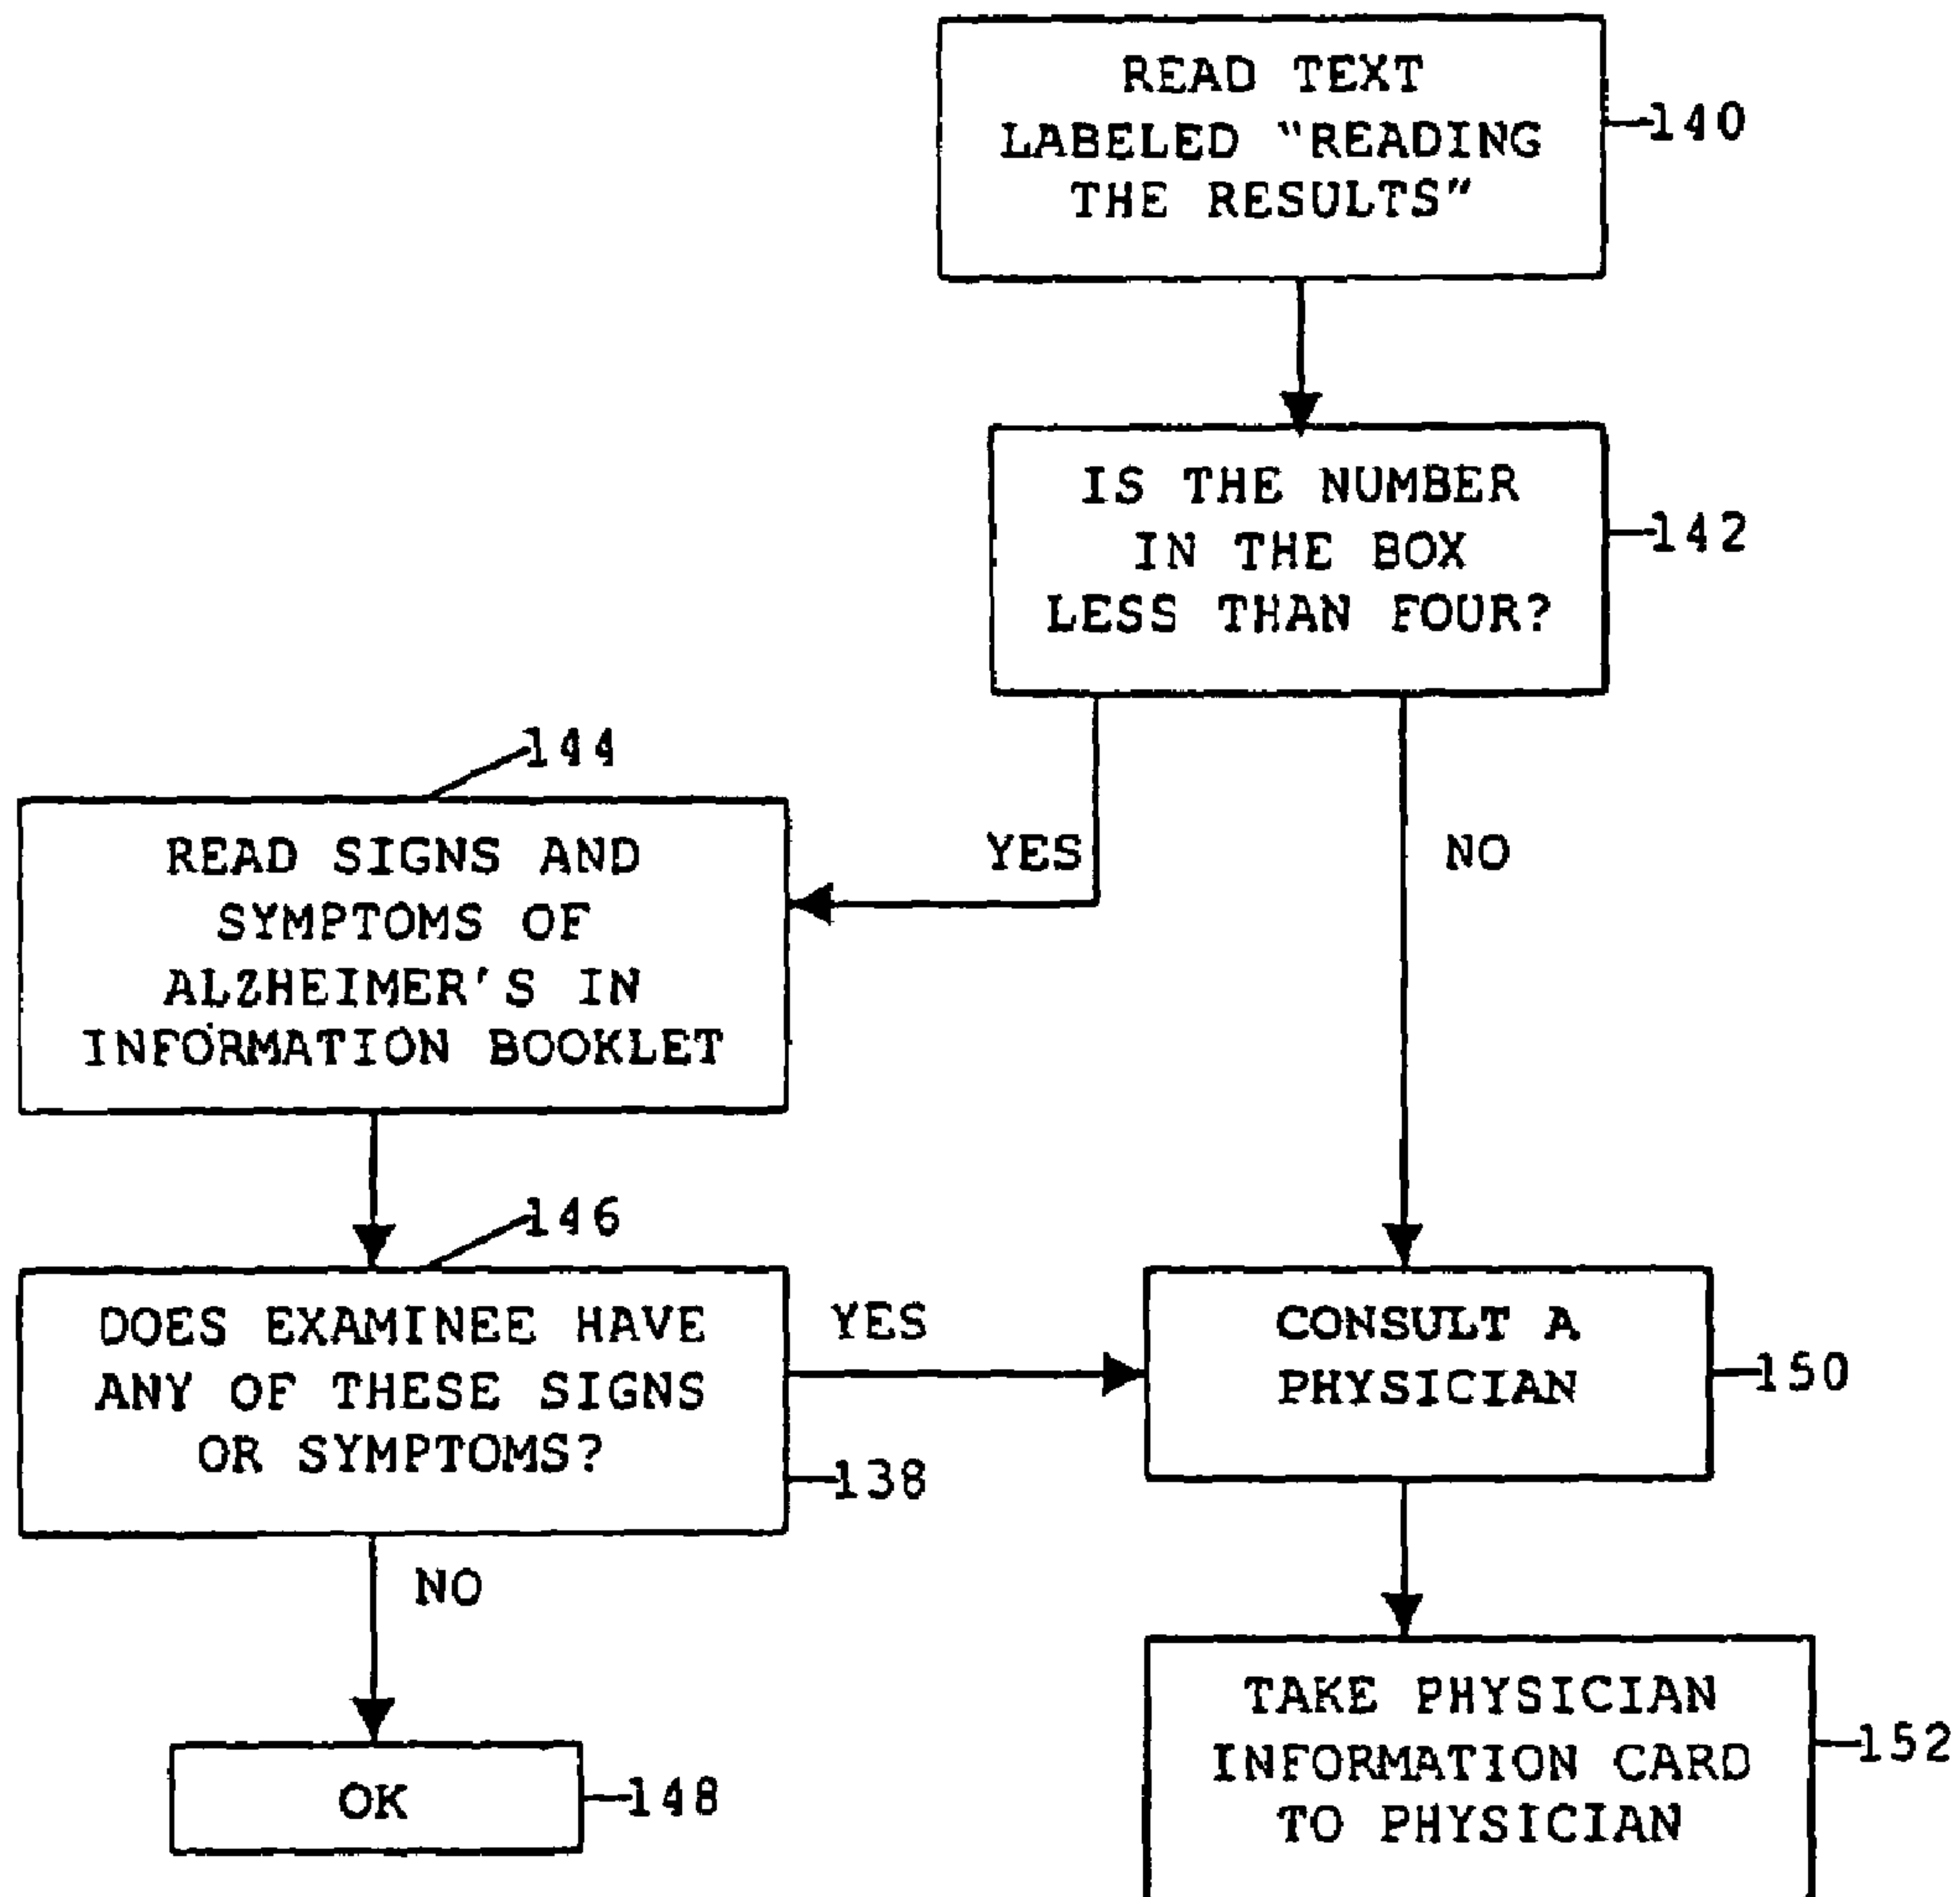 READ TEXT
LABELED "READING
THE RESULTS"
140
IS THE NUMBER
IN THE BOX
LESS THAN FOUR?
142
144
READ SIGNS AND
SYMPTOMS OF
ALZHEIMER'S IN
INFORMATION BOOKLET
YES
NO
146
DOES EXAMINEE HAVE
ANY OF THESE SIGNS
OR SYMPTOMS?
138
YES
CONSULT A
PHYSICIAN
150
NO
OK
148
TAKE PHYSICIAN
INFORMATION CARD
TO PHYSICIAN
152